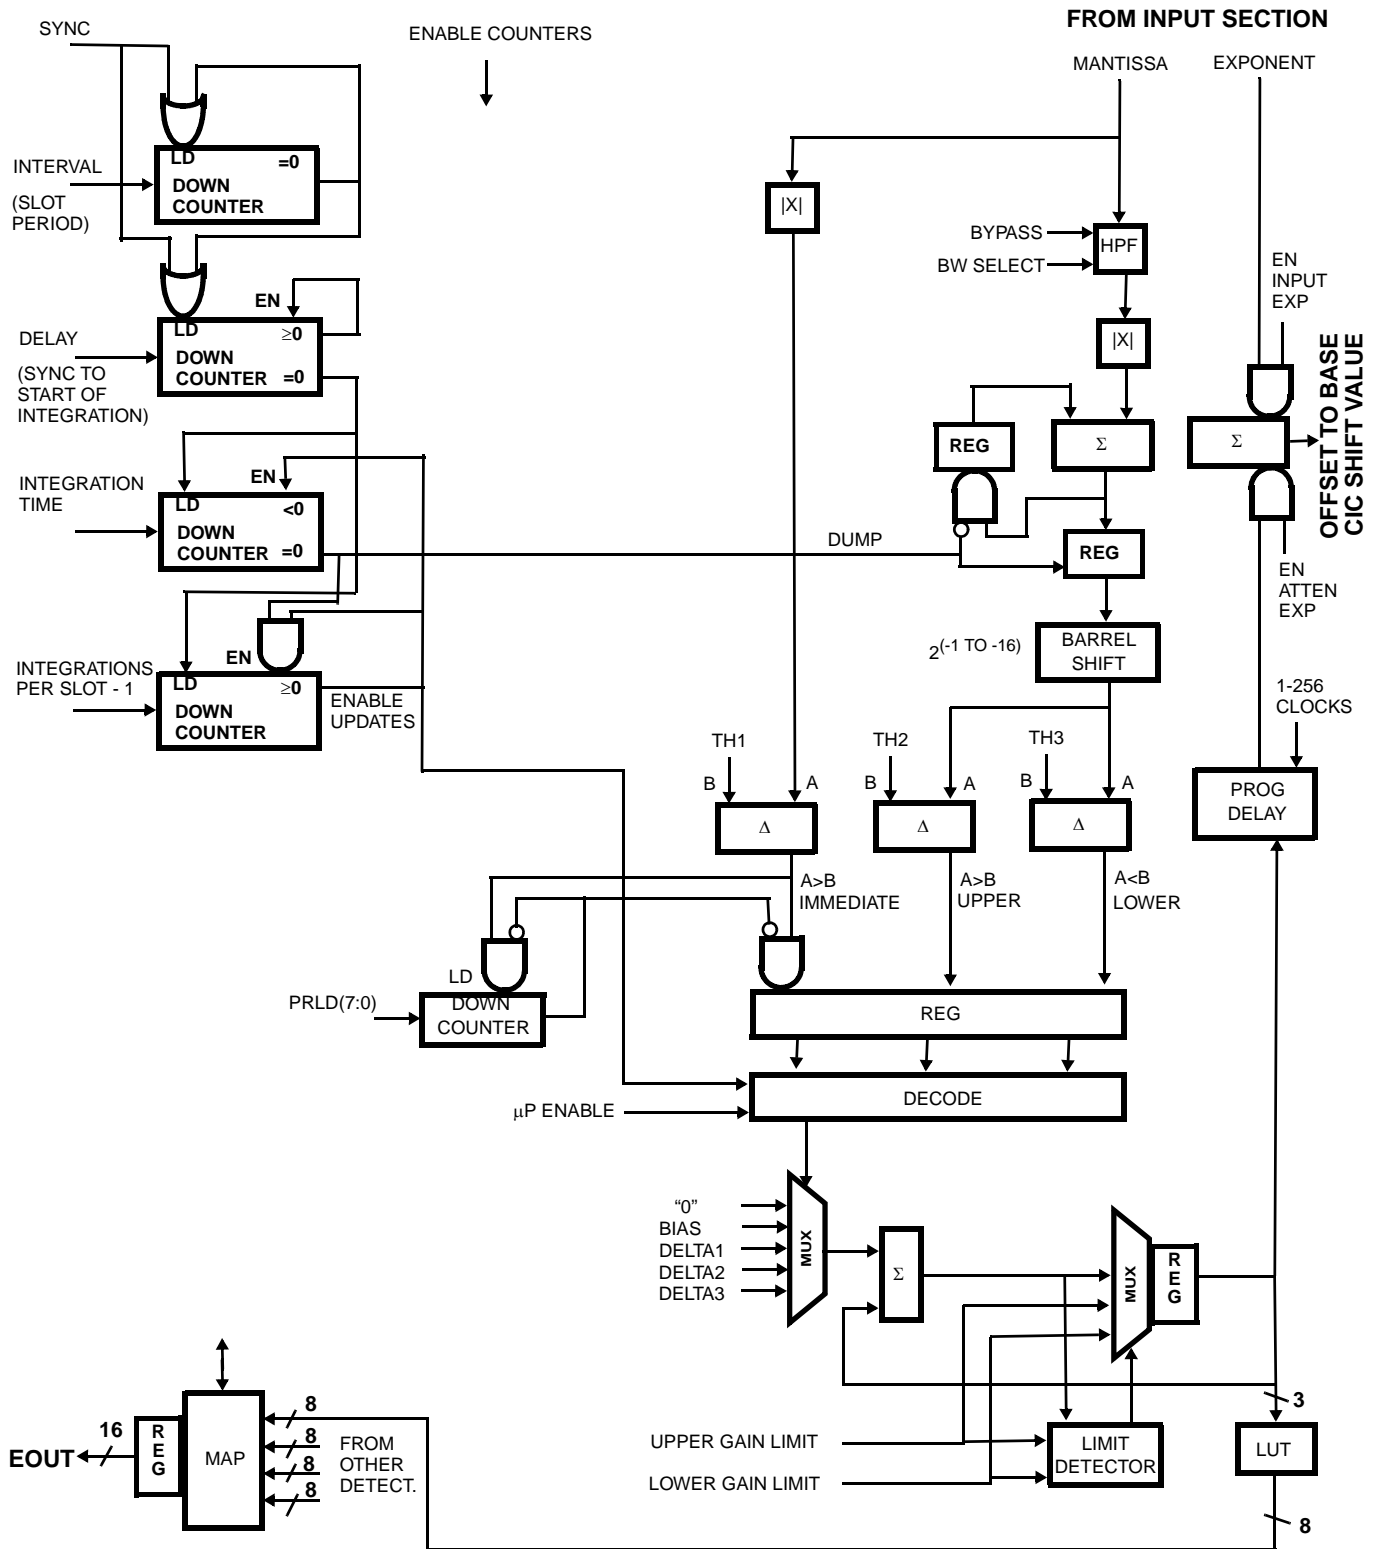 FROM INPUT SECTION
SYNC
ENABLE COUNTERS
MANTISSA
EXPONENT
LD
=0
DOWN
COUNTER
INTERVAL
(SLOT
PERIOD)
|X|
BYPASS
BW SELECT
HPF
EN
INPUT
EXP
EN
LD
≥0
DOWN
COUNTER =0
DELAY
(SYNC TO
START OF
INTEGRATION)
|X|
REG
Σ
Σ
OFFSET TO BASE
CIC SHIFT VALUE
EN
INTEGRATION
TIME
LD
<0
DOWN
COUNTER =0
DUMP
REG
EN
ATTEN
EXP
2(-1 TO -16)
BARREL
SHIFT
EN
INTEGRATIONS
PER SLOT - 1
LD
≥0
DOWN
COUNTER
ENABLE
UPDATES
1-256
CLOCKS
TH1
TH2
TH3
B
A
B
A
B
A
Δ
Δ
Δ
PROG
DELAY
A>B
IMMEDIATE
A>B
UPPER
A<B
LOWER
LD
PRLD(7:0)
DOWN
COUNTER
REG
DECODE
µP ENABLE
“0”
BIAS
DELTA1
DELTA2
DELTA3
MUX
Σ
MUX
REG
3
UPPER GAIN LIMIT
LOWER GAIN LIMIT
LIMIT
DETECTOR
LUT
8
EOUT
16
REG
MAP
8
8
8
8
FROM
OTHER
DETECT.